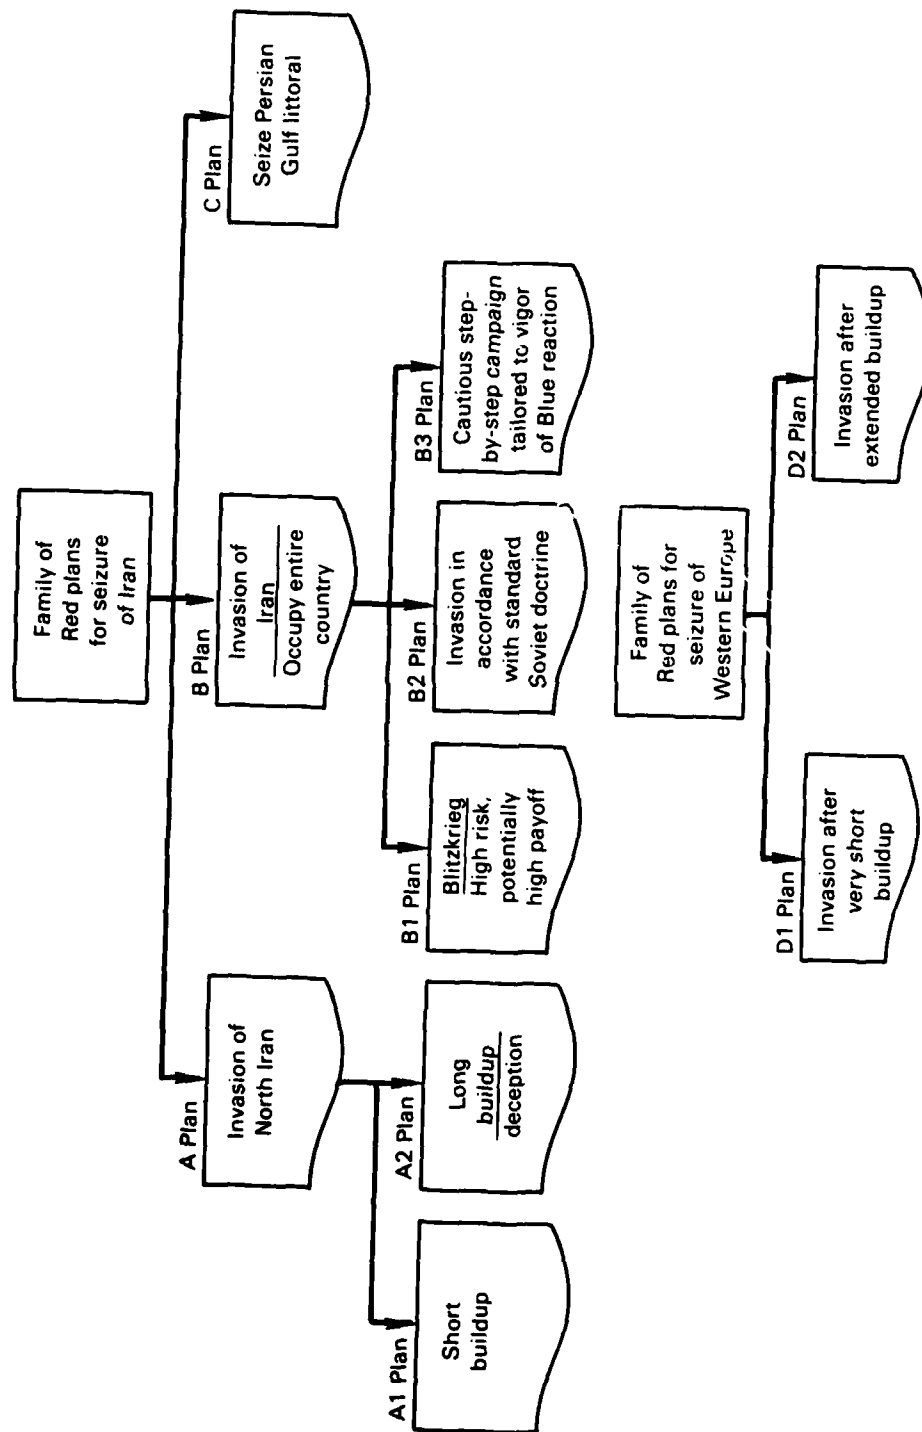 Family of
Red plans
for seizure
of Iran
A Plan
Invasion of
North Iran
B Plan
Invasion of
Iran
Occupy entire
country
C Plan
Seize Persian
Gulf littoral
A1 Plan
Short
buildup
A2 Plan
Long
buildup
deception
B1 Plan
Blitzkrieg
High risk,
potentially
high payoff
B2 Plan
Invasion in
accordance
with standard
Soviet doctrine
B3 Plan
Cautious step-
by-step campaign
tailored to vigor
of Blue reaction
Family of
Red plans for
seizure of
Western Europe
D1 Plan
Invasion after
very short
buildup
D2 Plan
Invasion after
extended buildup